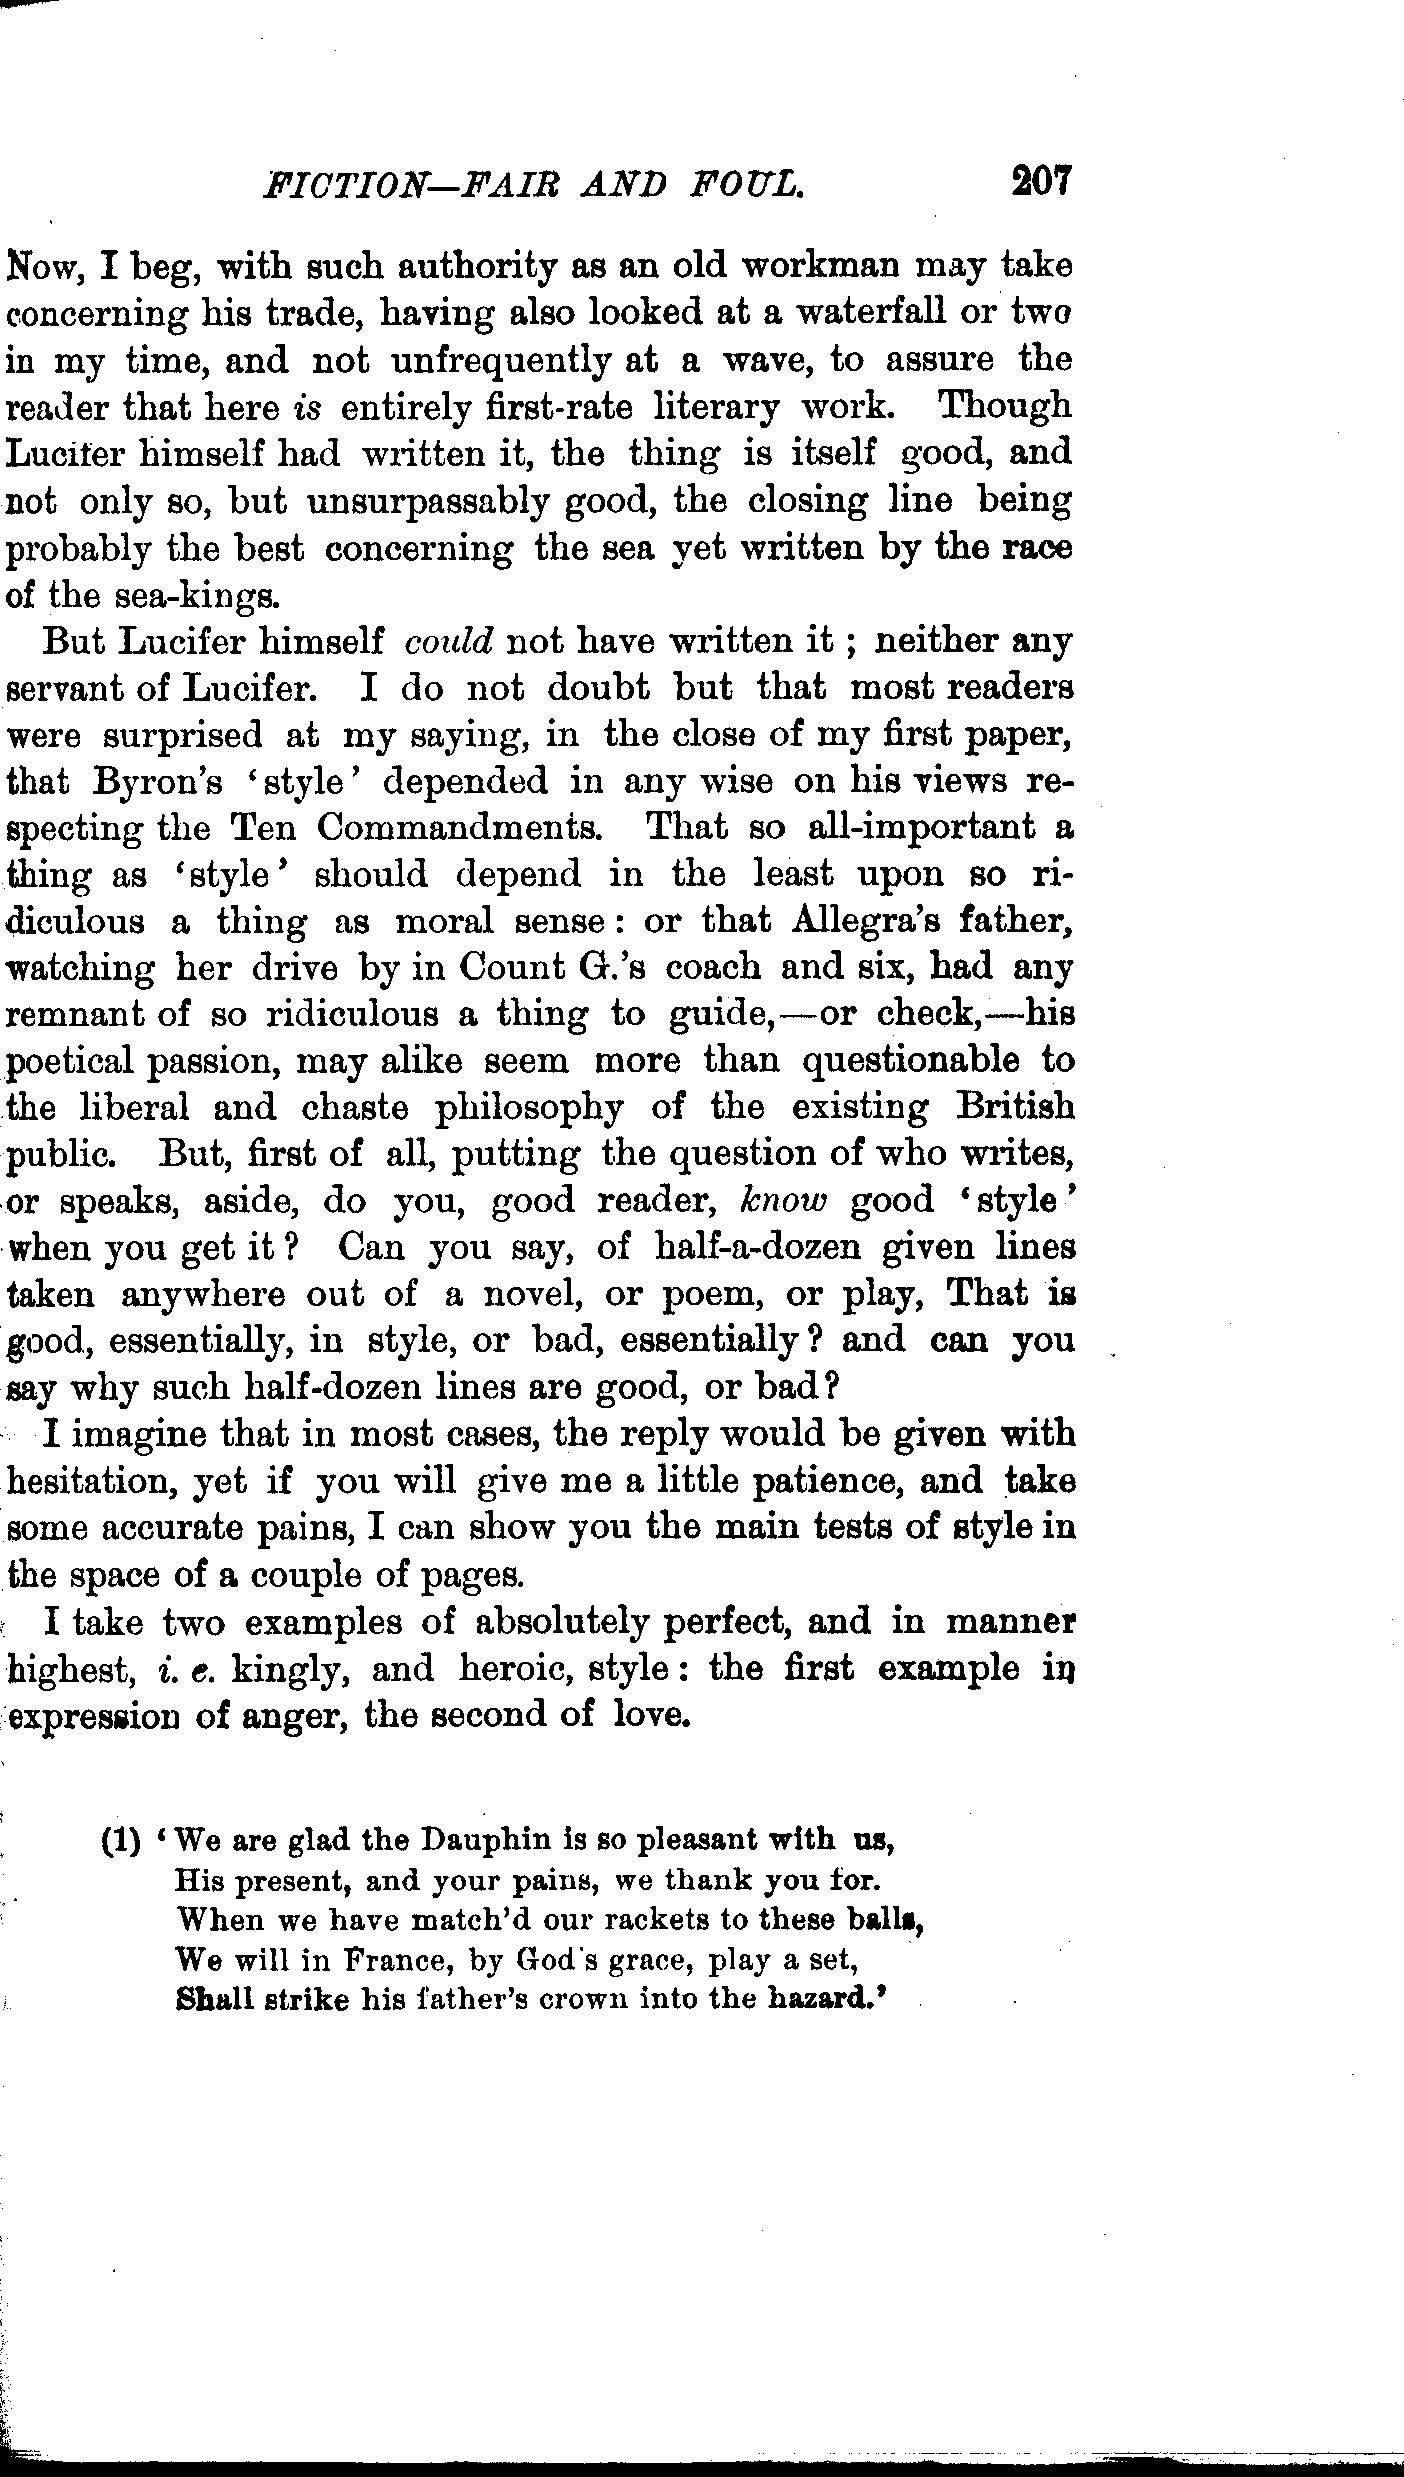 FICTION—FAIR AND FOUL. 207
Now, I beg, with such authority as an old workman may take
concerning his trade, having also looked at a waterfall or two
in my time, and not unfrequently at a wave, to assure the
reader that here is entirely first-rate literary work. Though
Lucifer himself had written it, the thing is itself good, and
not only so, but unsurpassably good, the closing line being
probably the best concerning the sea yet written by the race
of the sea-kings.
But Lucifer himself could not have written it ; neither any
servant of Lucifer. I do not doubt but that most readers
were surprised at my saying, in the close of my first paper,
that Byron's ‘style’ depended in any wise on his views re-
specting the Ten Commandments. That so all-important a
thing as ‘style’ should depend in the least upon so ri-
diculous a thing as moral sense : or that Allegra's father,
watching her drive by in Count G.'s coach and six, had any
remnant of so ridiculous a thing to guide,—or check,—his
poetical passion, may alike seem more than questionable to
the liberal and chaste philosophy of the existing British
public. But, first of all, putting the question of who writes,
or speaks, aside, do you, good reader, know good ‘style’
when you get it ? Can you say, of half-a-dozen given lines
taken anywhere out of a novel, or poem, or play, That is
good, essentially, in style, or bad, essentially ? and can you
say why such half-dozen lines are good, or bad?
I imagine that in most cases, the reply would be given with
hesitation, yet if you will give me a little patience, and take
some accurate pains, I can show you the main tests of style in
the space of a couple of pages.
I take two examples of absolutely perfect, and in manner
highest, i. e. kingly, and heroic, style : the first example in
expression of anger, the second of love.
(1) ‘We are glad the Dauphin is so pleasant with us,
His present, and your pains, we thank you for.
When we have match'd our rackets to these balls,
We will in France, by God's grace, play a set,
Shall strike his father's crown into the hazard.’